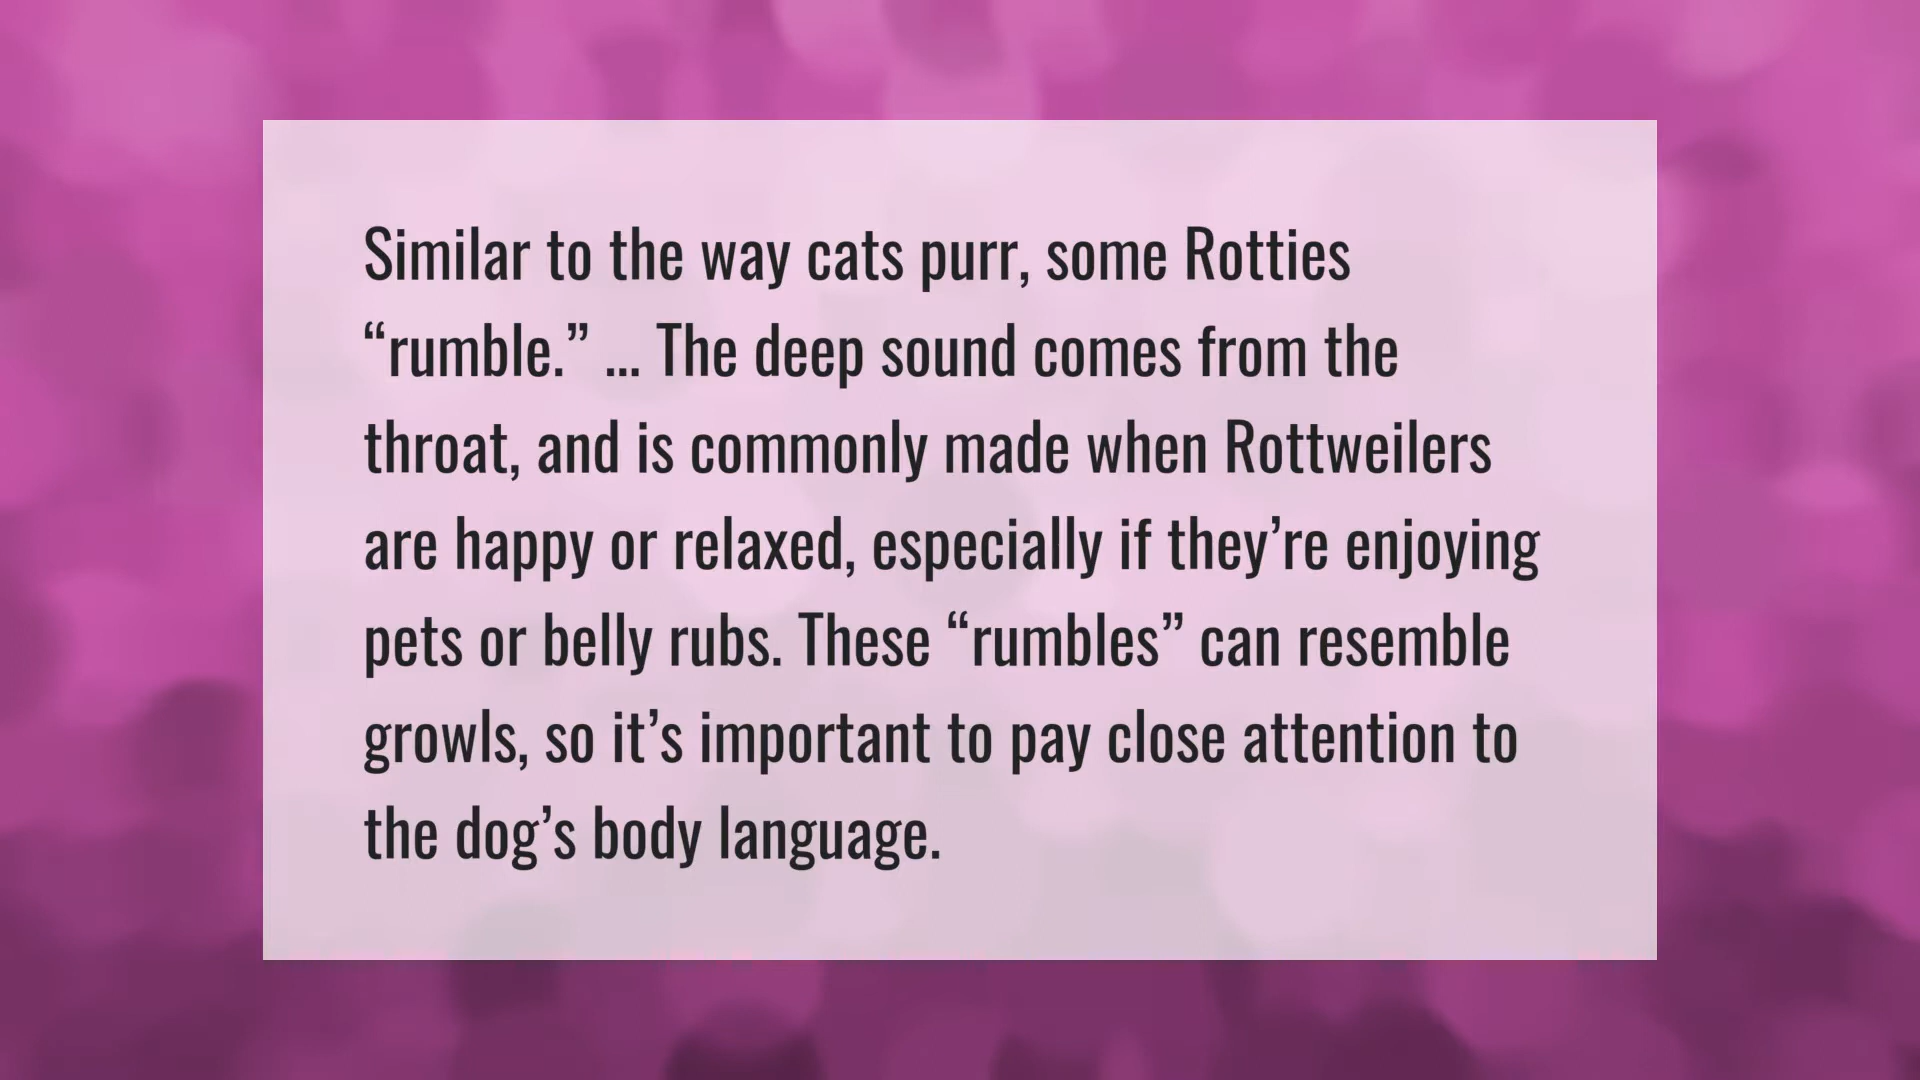 Similar to the way cats purr, some Rotties
“rumble.” ... The deep sound comes from the
throat, and is commonly made when Rottweilers
are happy or relaxed, especially if they’re enjoying
pets or belly rubs. These “rumbles” can resemble
growls, so it’s important to pay close attention to
the dog’s body language.